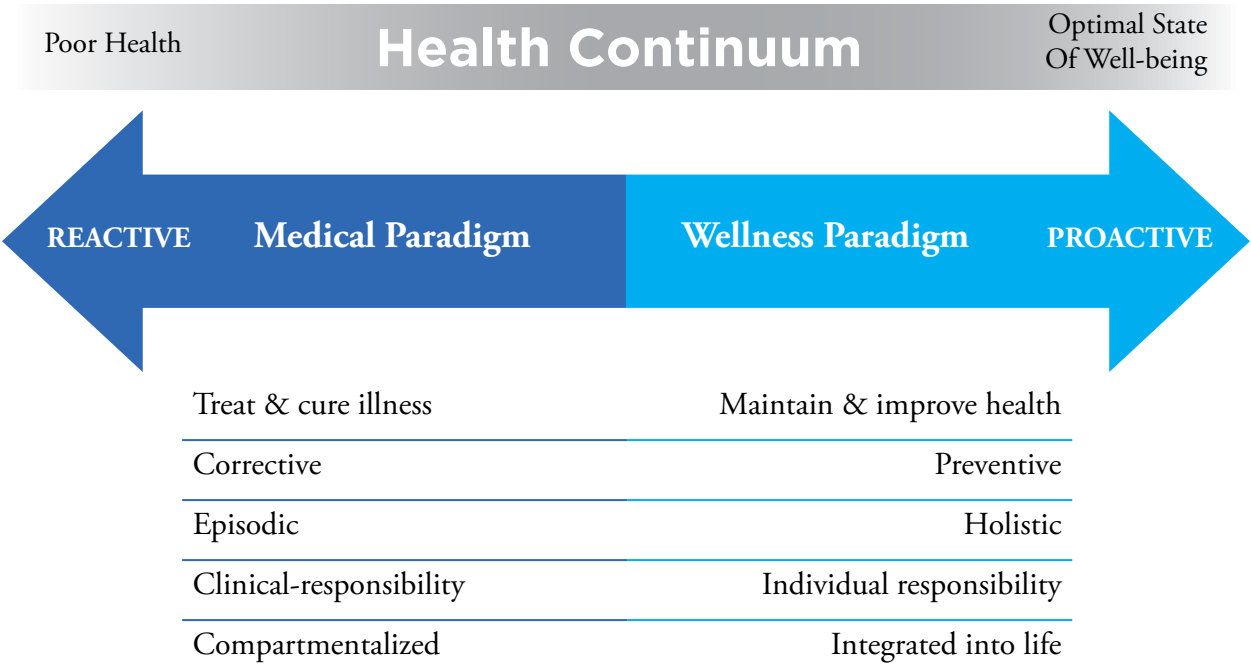 Poor Health
Health Continuum
Optimal State
Of Well-being
REACTIVE
Medical Paradigm
Wellness Paradigm
PROACTIVE
Treat & cure illness
Maintain & improve health
Corrective
Preventive
Episodic
Holistic
Clinical-responsibility
Individual responsibility
Compartmentalized
Integrated into life